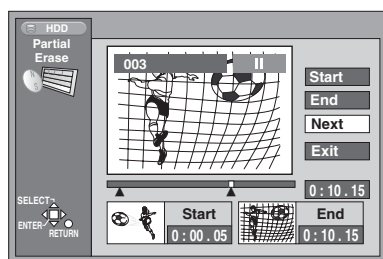 HDD
Partial
Erase
003
Start
End
Next
Exit
0 : 10 . 15
SELECT
ENTER
RETURN
Start
0 : 00 . 05
End
0 : 10 . 15